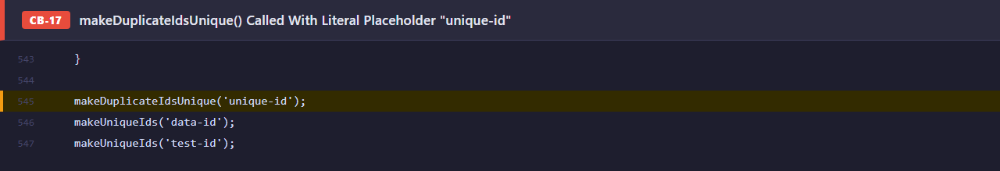 CB-17 makeDuplicateIdsUnique() Called With Literal Placeholder "unique-id"
543 }
544
545 makeDuplicateIdsUnique('unique-id');
546 makeUniqueIds('data-id');
547 makeUniqueIds('test-id');